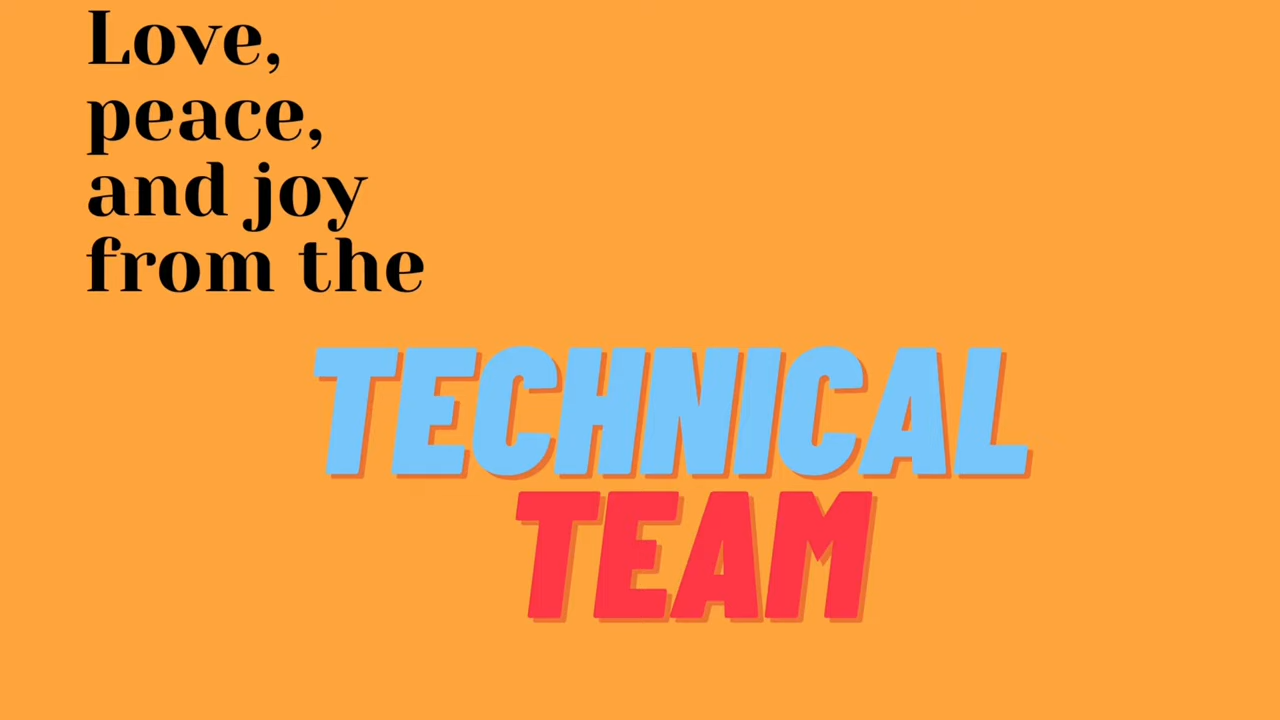 Love,
peace,
and joy
from the
TECHNICAL
TEAM